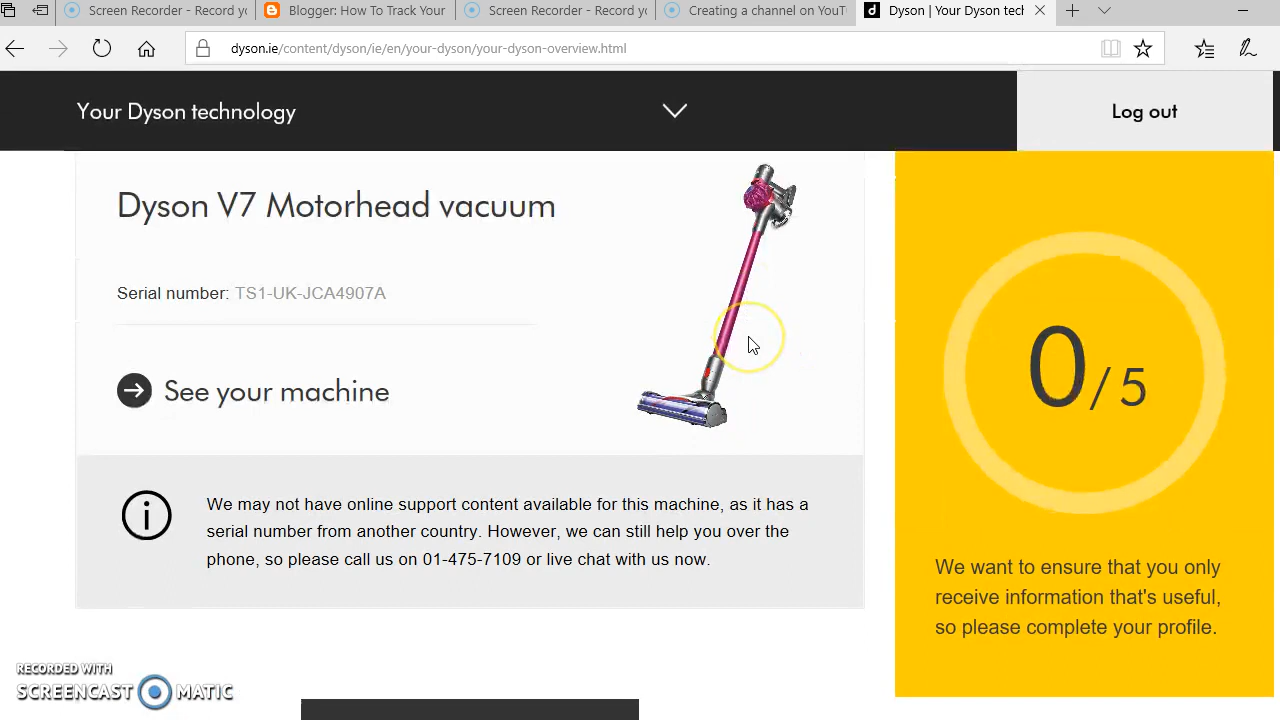 Screen Recorder - Record yo
Blogger: How To Track Your
Screen Recorder - Record yo
Creating a channel on YouT
Dyson | Your Dyson tech
dyson.ie/content/dyson/ie/en/your-dyson/your-dyson-overview.html
Your Dyson technology
Log out
Dyson V7 Motorhead vacuum
Serial number: TS1-UK-JCA4907A
See your machine
We may not have online support content available for this machine, as it has a
serial number from another country. However, we can still help you over the
phone, so please call us on 01-475-7109 or live chat with us now.
0/5
We want to ensure that you only
receive information that's useful,
so please complete your profile.
RECORDED WITH
SCREENCAST MATIC